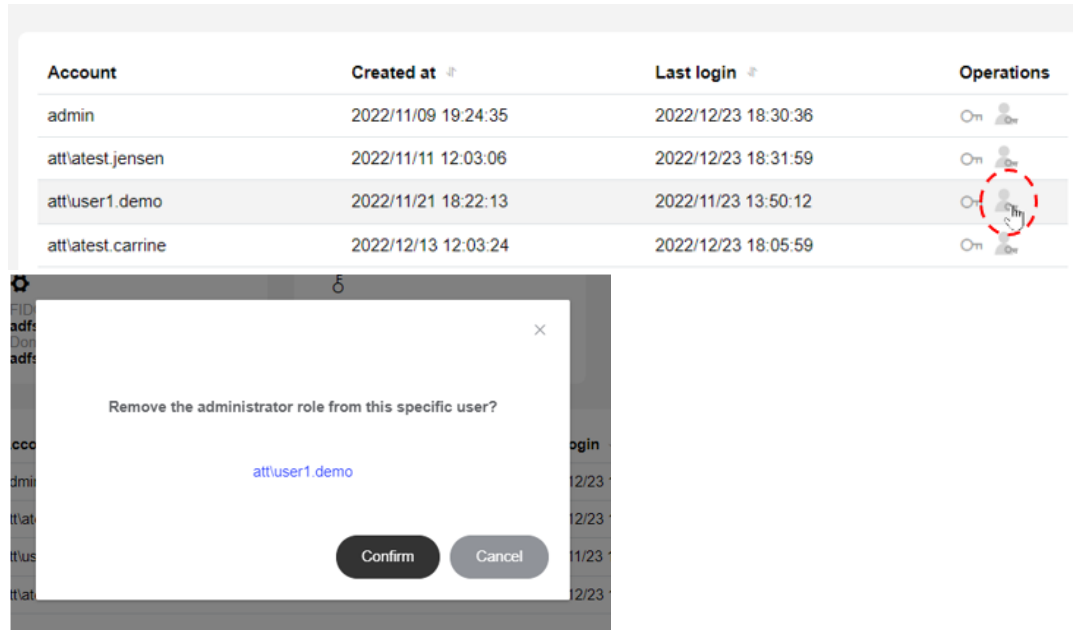 Account Created at Last login Operations
admin 2022/11/09 19:24:35 2022/12/23 18:30:36
att\atest.jensen 2022/11/11 12:03:06 2022/12/23 18:31:59
att\user1.demo 2022/11/21 18:22:13 2022/11/23 13:50:12
att\atest.carrine 2022/12/13 12:03:24 2022/12/23 18:05:59
Remove the administrator role from this specific user?
att\user1.demo
Confirm Cancel